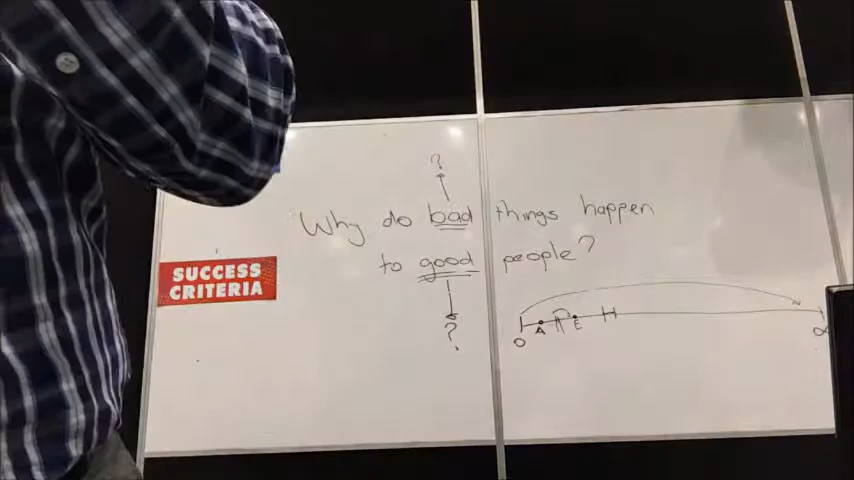 ?
Why do bad things happen
to good people?
?
SUCCESS
CRITERIA
0 A E ∞